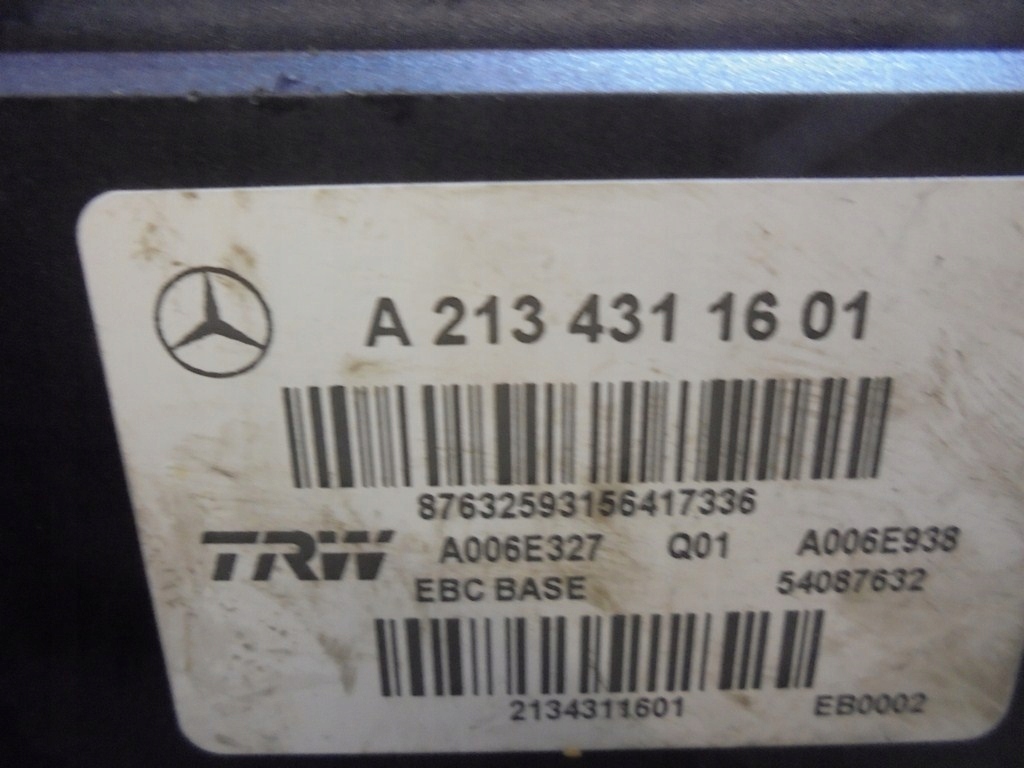 A 213 431 16 01
87632593156417336
TRW A006E327 Q01 A006E938
EBC BASE 54087632
2134311601 EB0002